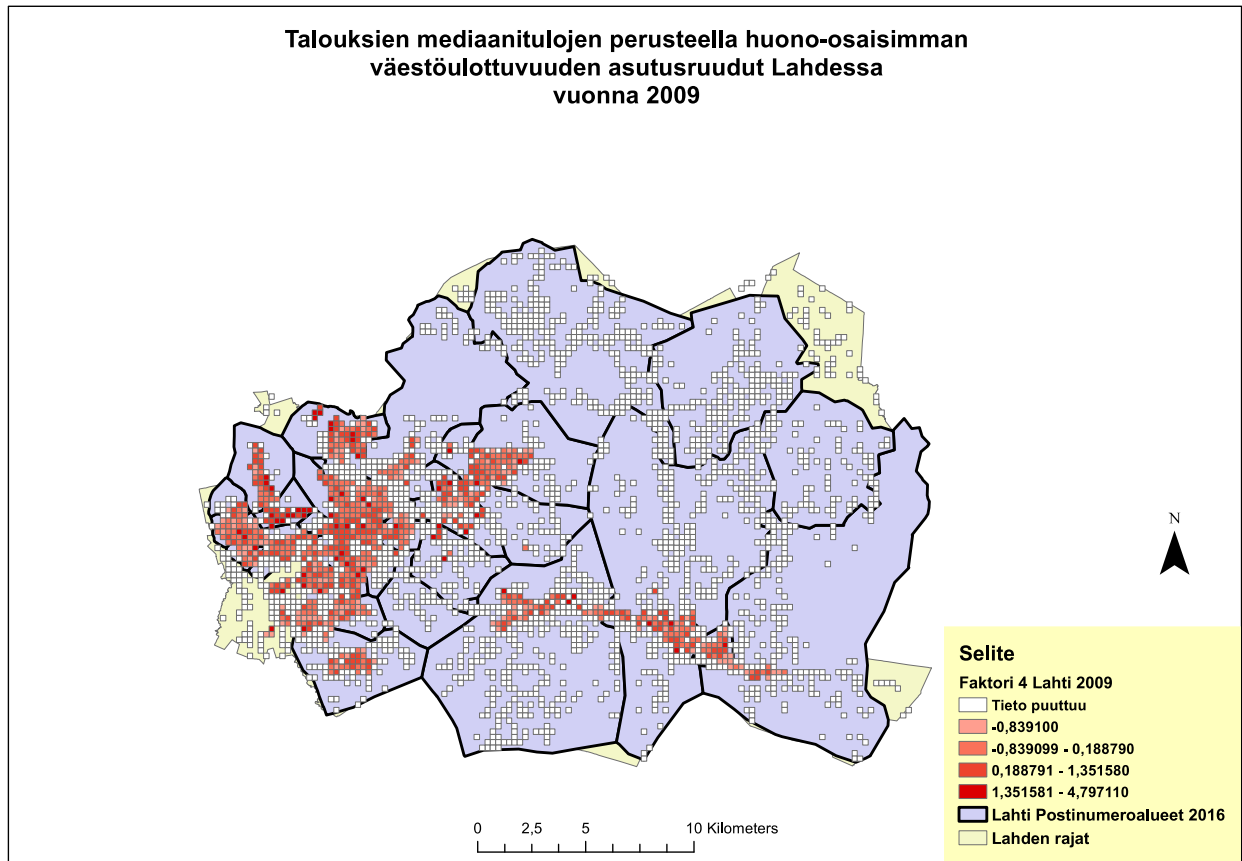 Talouksien mediaanitulojen perusteella huono-osaisimman
väestöulottuvuuden asutusruudut Lahdessa
vuonna 2009
N
Selite
Faktori 4 Lahti 2009
Tieto puuttuu
-0,839100
-0,839099 - 0,188790
0,188791 - 1,351580
1,351581 - 4,797110
Lahti Postinumeroalueet 2016
Lahden rajat
0 2,5 5 10 Kilometers